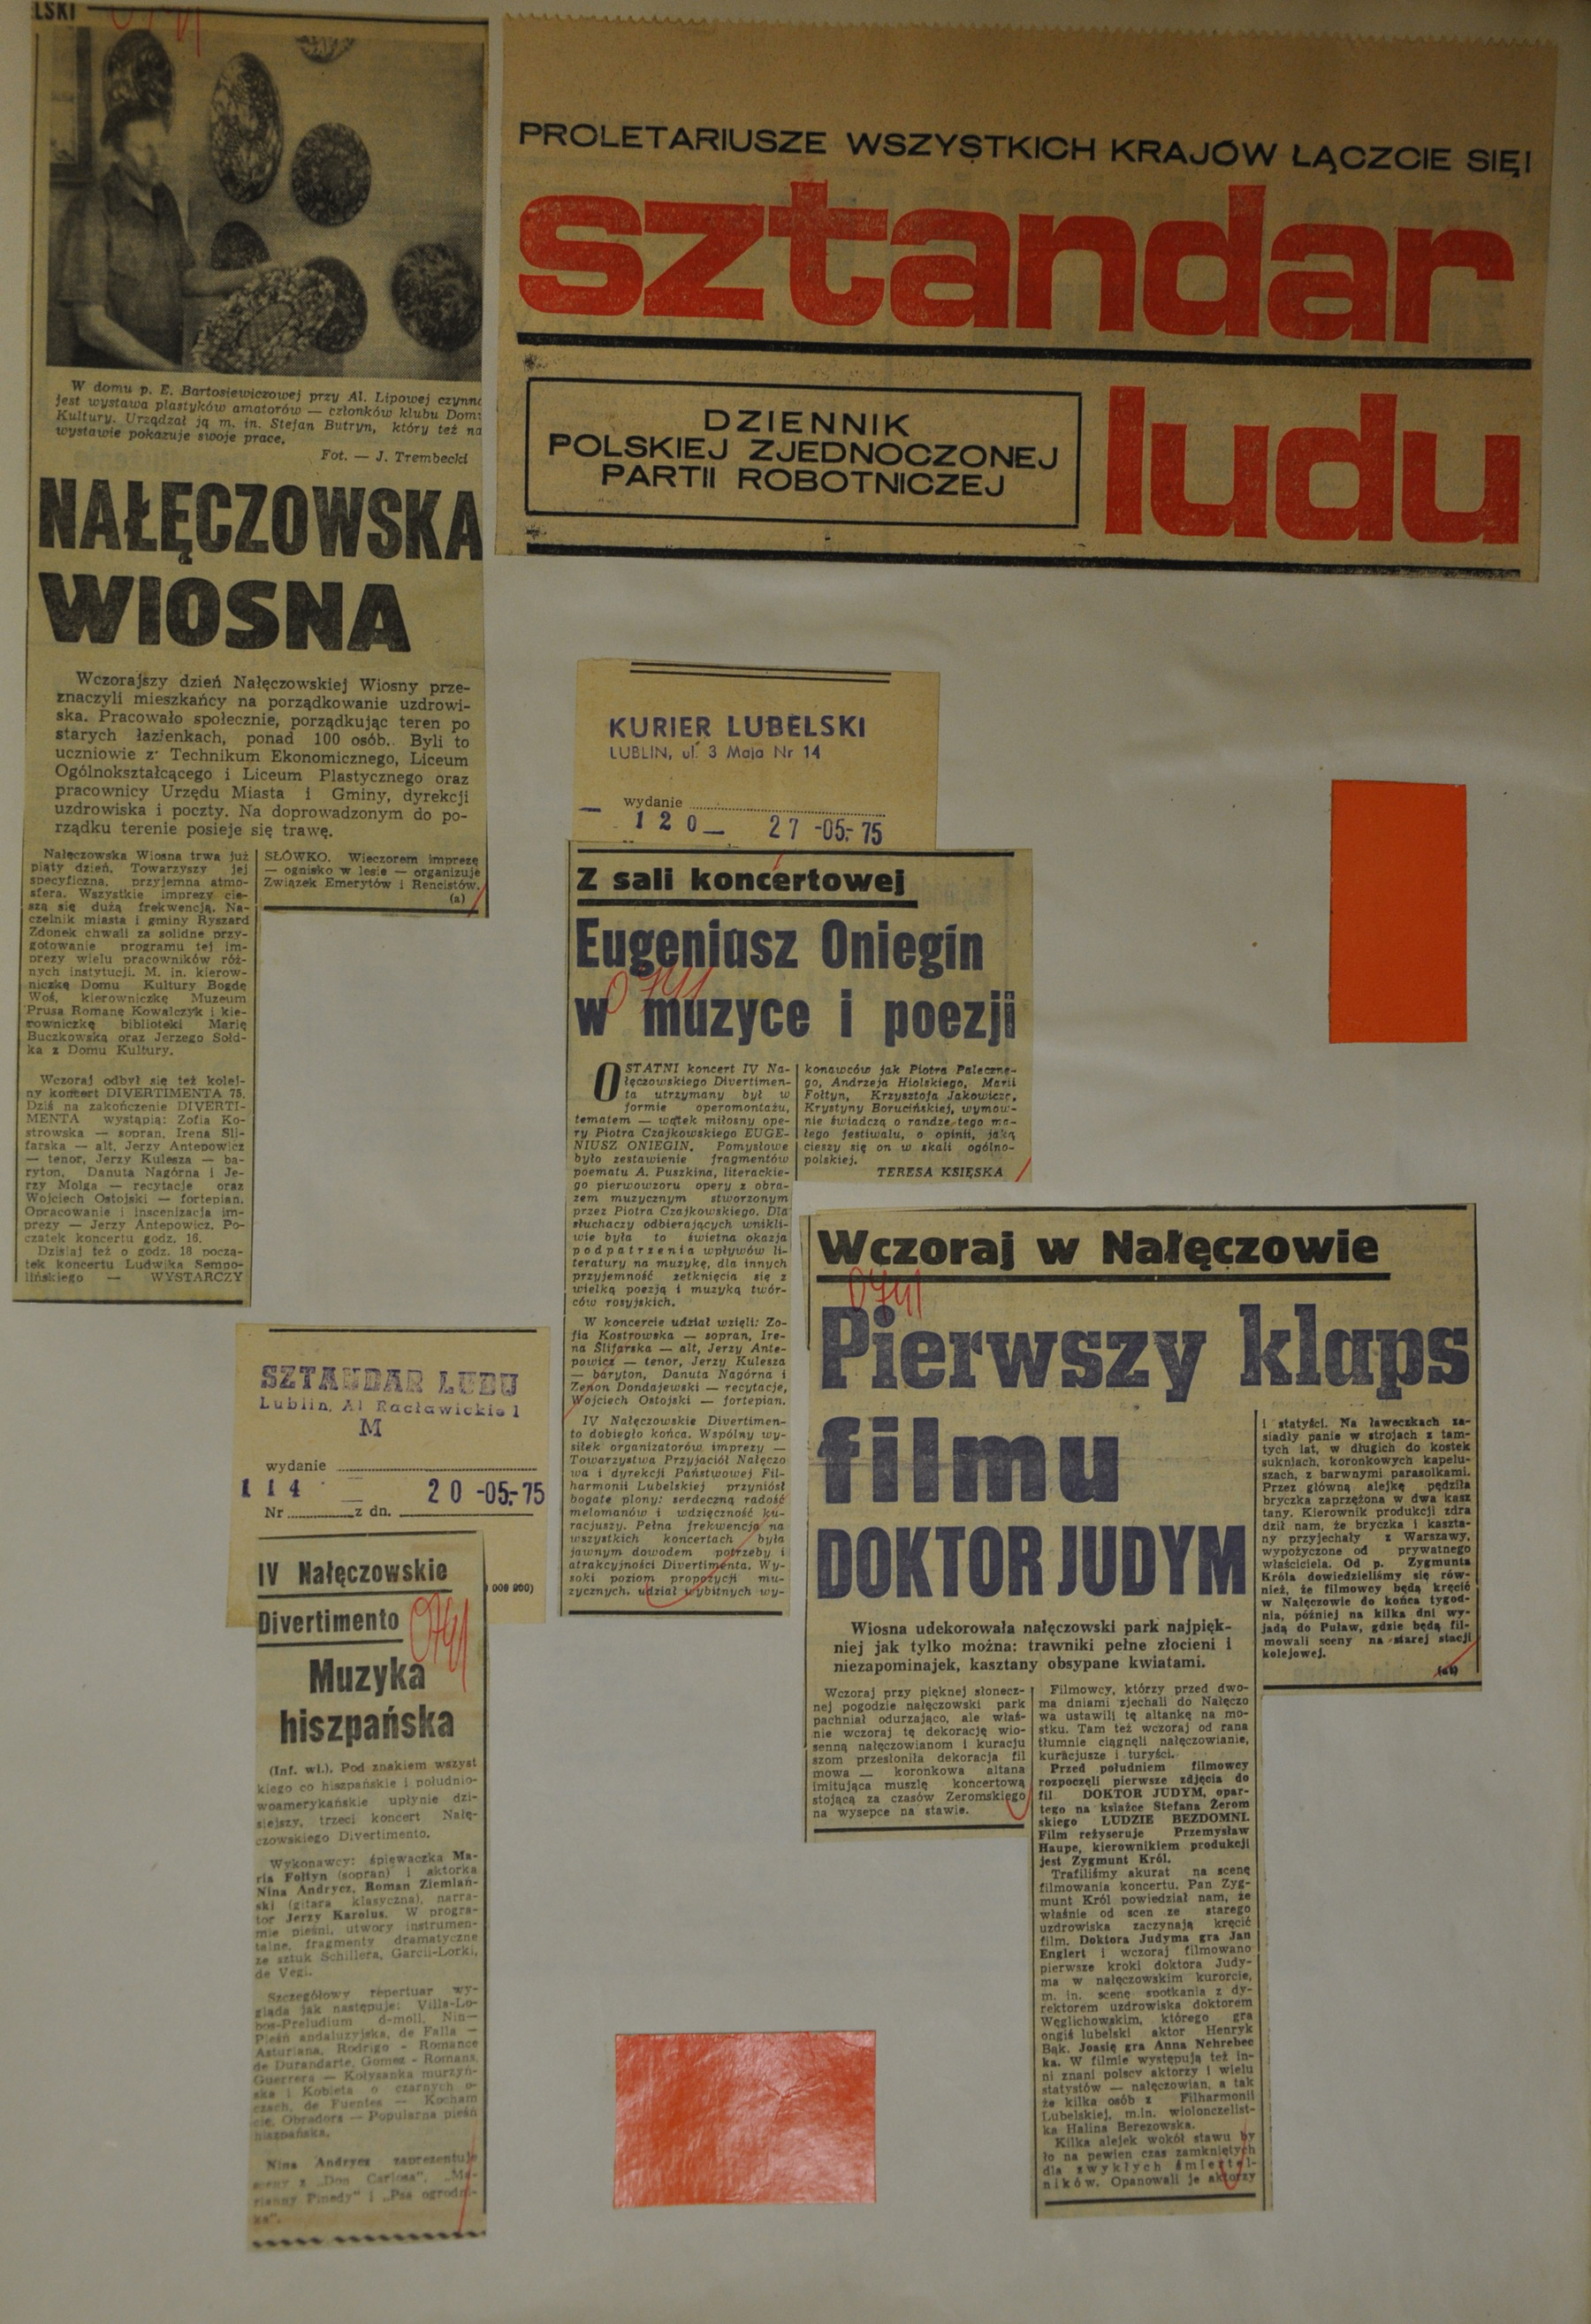 LSKI
W domu p. E. Bartosiewiczowej przy Al. Lipowej czynna
jest wystawa plastyków amatorów — członków klubu Domu
Kultury. Urządzał ją m. in. Stefan Butryn, który też na
wystawie pokazuje swoje prace.
Fot. — J. Trembecki
NAŁĘCZOWSKA
WIOSNA
Wczorajszy dzień Nałęczowskiej Wiosny prze-
znaczyli mieszkańcy na porządkowanie uzdrowi-
ska. Pracowało społecznie, porządkując teren po
starych łazienkach, ponad 100 osób. Byli to
uczniowie z Technikum Ekonomicznego, Liceum
Ogólnokształcącego i Liceum Plastycznego oraz
pracownicy Urzędu Miasta i Gminy, dyrekcji
uzdrowiska i poczty. Na doprowadzonym do po-
rządku terenie posieje się trawę.
Nałęczowska Wiosna trwa już
piąty dzień. Towarzyszy jej
specyficzna, przyjemna atmo-
sfera. Wszystkie imprezy cie-
szą się dużą frekwencją. Na-
czelnik miasta i gminy Ryszard
Zdonek chwali za solidne przy-
gotowanie programu tej im-
prezy wielu pracowników róż-
nych instytucji. M. in. kierow-
niczkę Domu Kultury Bogdę
Woś, kierowniczkę Muzeum
Prusa Romanę Kowalczyk i kie-
rowniczkę biblioteki Marię
Buczkowską oraz Jerzego Sołd-
ka z Domu Kultury.
Wczoraj odbył się też kolej-
ny koncert DIVERTIMENTA 75.
Dziś na zakończenie DIVERTI-
MENTA wystąpią: Zofia Ko-
strowska — sopran, Irena Śli-
farska — alt, Jerzy Antepowicz
— tenor, Jerzy Kulesza — ba-
ryton, Danuta Nagórna i Je-
rzy Molga — recytacje oraz
Wojciech Ostojski — fortepian.
Opracowanie i inscenizacja im-
prezy — Jerzy Antepowicz. Po-
czątek koncertu godz. 16.
Dzisiaj też o godz. 18 począ-
tek koncertu Ludwika Sempo-
lińskiego — WYSTARCZY
SŁÓWKO. Wieczorem imprezę
— ognisko w lesie — organizuje
Związek Emerytów i Rencistów.
(a)
PROLETARIUSZE WSZYSTKICH KRAJÓW ŁĄCZCIE SIĘ!
sztandar
ludu
DZIENNIK
POLSKIEJ ZJEDNOCZONEJ
PARTII ROBOTNICZEJ
KURIER LUBELSKI
LUBLIN, ul. 3 Maja Nr 14
wydanie
120 — 27-05-75
Z sali koncertowej
Eugeniusz Oniegin
w muzyce i poezji
0741
OSTATNI koncert IV Na-
łęczowskiego Divertimen-
ta utrzymany był w
formie operomontażu,
tematem — wątek miłosny ope-
ry Piotra Czajkowskiego EUGE-
NIUSZ ONIEGIN. Pomysłowe
było zestawienie fragmentów
poematu A. Puszkina, literackie-
go pierwowzoru opery z obra-
zem muzycznym stworzonym
przez Piotra Czajkowskiego. Dla
słuchaczy odbierających wnikli-
wie była to świetna okazja
podpatrzenia wpływów li-
teratury na muzykę, dla innych
przyjemność zetknięcia się z
wielką poezją i muzyką twór-
ców rosyjskich.
W koncercie udział wzięli: Zo-
fia Kostrowska — sopran, Ire-
na Ślifarska — alt, Jerzy Ante-
powicz — tenor, Jerzy Kulesza
— baryton, Danuta Nagórna i
Zenon Dondajewski — recytacje,
Wojciech Ostojski — fortepian.
IV Nałęczowskie Divertimen-
to dobiegło końca. Wspólny wy-
siłek organizatorów imprezy —
Towarzystwa Przyjaciół Nałęczo
wa i dyrekcji Państwowej Fil-
harmonii Lubelskiej przyniósł
bogate plony: serdeczną radość
melomanów i wdzięczność ku-
racjuszy. Pełna frekwencja na
wszystkich koncertach była
jawnym dowodem potrzeby i
atrakcyjności Divertimenta. Wy-
soki poziom propozycji mu-
zycznych, udział wybitnych wy-
konawców jak Piotra Paleczne-
go, Andrzeja Hiolskiego, Marii
Fołtyn, Krzysztofa Jakowicza,
Krystyny Borucińskiej, wymow-
nie świadczą o randze tego ma-
łego festiwalu, o opinii, jaką
cieszy się on w skali ogólno-
polskiej.
TERESA KSIĘSKA
Wczoraj w Nałęczowie
0741
Pierwszy klaps
filmu
DOKTOR JUDYM
Wiosna udekorowała nałęczowski park najpięk-
niej jak tylko można: trawniki pełne złocieni i
niezapominajek, kasztany obsypane kwiatami.
Wczoraj przy pięknej słonecz-
nej pogodzie nałęczowski park
pachniał odurzająco, ale właś-
nie wczoraj tę dekorację wio-
senną nałęczowianom i kuracju
szom przesłoniła dekoracja fil
mowa — koronkowa altana
imitująca muszlę koncertową
stojącą za czasów Żeromskiego
na wysepce na stawie.
Filmowcy, którzy przed dwo-
ma dniami zjechali do Nałęczo
wa ustawili tę altankę na mo-
stku. Tam też wczoraj od rana
tłumnie ciągnęli nałęczowianie,
kuracjusze i turyści.
Przed południem filmowcy
rozpoczęli pierwsze zdjęcia do
fil DOKTOR JUDYM, opar-
tego na książce Stefana Żerom
skiego LUDZIE BEZDOMNI.
Film reżyseruje Przemysław
Haupe, kierownikiem produkcji
jest Zygmunt Król.
Trafiliśmy akurat na scenę
filmowania koncertu. Pan Zyg-
munt Król powiedział nam, że
właśnie od scen ze starego
uzdrowiska zaczynają kręcić
film. Doktora Judyma gra Jan
Englert i wczoraj filmowano
pierwsze kroki doktora Judy-
ma w nałęczowskim kurorcie,
m. in. scenę spotkania z dy-
rektorem uzdrowiska doktorem
Węglichowskim, którego gra
ongiś lubelski aktor Henryk
Bąk. Joasię gra Anna Nehrebec
ka. W filmie występują też in-
ni znani polscy aktorzy i wielu
statystów — nałęczowian, a tak
że kilka osób z Filharmonii
Lubelskiej, m.in. wiolonczelist-
ka Halina Berezowska.
Kilka alejek wokół stawu by
ło na pewien czas zamkniętych
dla zwykłych śmiertel-
ników. Opanowali je aktorzy
i statyści. Na ławeczkach za-
siadły panie w strojach z tam-
tych lat, w długich do kostek
sukniach, koronkowych kapelu-
szach, z barwnymi parasolkami.
Przez główną alejkę pędziła
bryczka zaprzężona w dwa kasz
tany. Kierownik produkcji zdra
dził nam, że bryczka i kaszta-
ny przyjechały z Warszawy,
wypożyczone od prywatnego
właściciela. Od p. Zygmunta
Króla dowiedzieliśmy się rów-
nież, że filmowcy będą kręcić
w Nałęczowie do końca tygod-
nia, później na kilka dni wy-
jadą do Puław, gdzie będą fil-
mowali sceny na starej stacji
kolejowej.
SZTANDAR LUDU
Lublin, Al Racławickie 1
M
wydanie
114 — 20-05-75
Nr z dn.
000 000)
IV Nałęczowskie
Divertimento
0741
Muzyka
hiszpańska
(Inf. wł.). Pod znakiem wszyst
kiego co hiszpańskie i południo-
woamerykańskie upłynie dzi-
siejszy, trzeci koncert Nałę-
czowskiego Divertimento.
Wykonawcy: śpiewaczka Ma-
ria Fołtyn (sopran) i aktorka
Nina Andrycz, Roman Ziemlań-
ski (gitara klasyczna), narra-
tor Jerzy Karolus. W progra-
mie pieśni, utwory instrumen-
talne, fragmenty dramatyczne
ze sztuk Schillera, Garcii-Lorki,
de Vegi.
Szczegółowy repertuar wy-
gląda jak następuje: Villa-Lo-
bos-Preludium d-moll, Nin—
Pieśń andaluzyjska, de Falla —
Asturiana, Rodrigo - Romance
de Durandarte, Gomez - Romans,
Guerrera — Kołysanka murzyń-
ska i Kobieta o czarnych o-
czach, de Fuentes — Kocham
cię, Obradors — Popularna pieśń
hiszpańska.
Nina Andrycz zaprezentuje
sceny z „Don Carlosa”, „Ma-
rianny Pinedy” i „Psa ogrodni-
ka”.